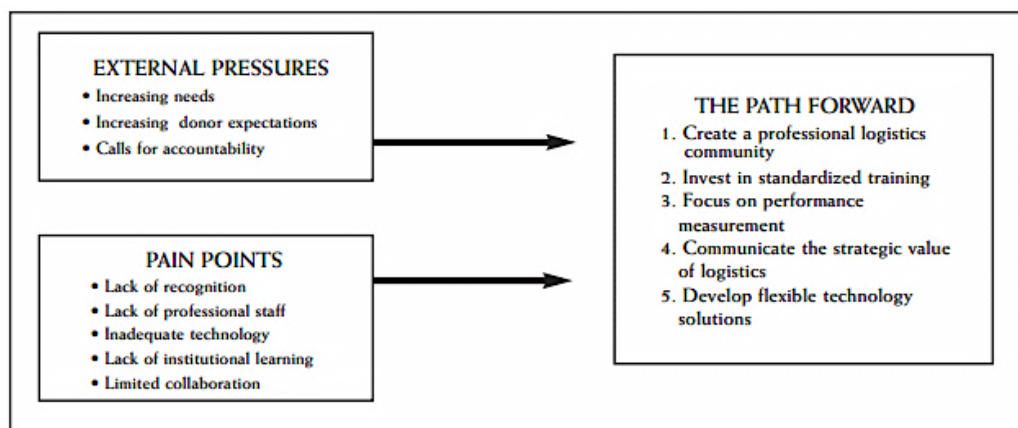 EXTERNAL PRESSURES
• Increasing needs
• Increasing donor expectations
• Calls for accountability
PAIN POINTS
• Lack of recognition
• Lack of professional staff
• Inadequate technology
• Lack of institutional learning
• Limited collaboration
THE PATH FORWARD
1. Create a professional logistics
community
2. Invest in standardized training
3. Focus on performance
measurement
4. Communicate the strategic value
of logistics
5. Develop flexible technology
solutions